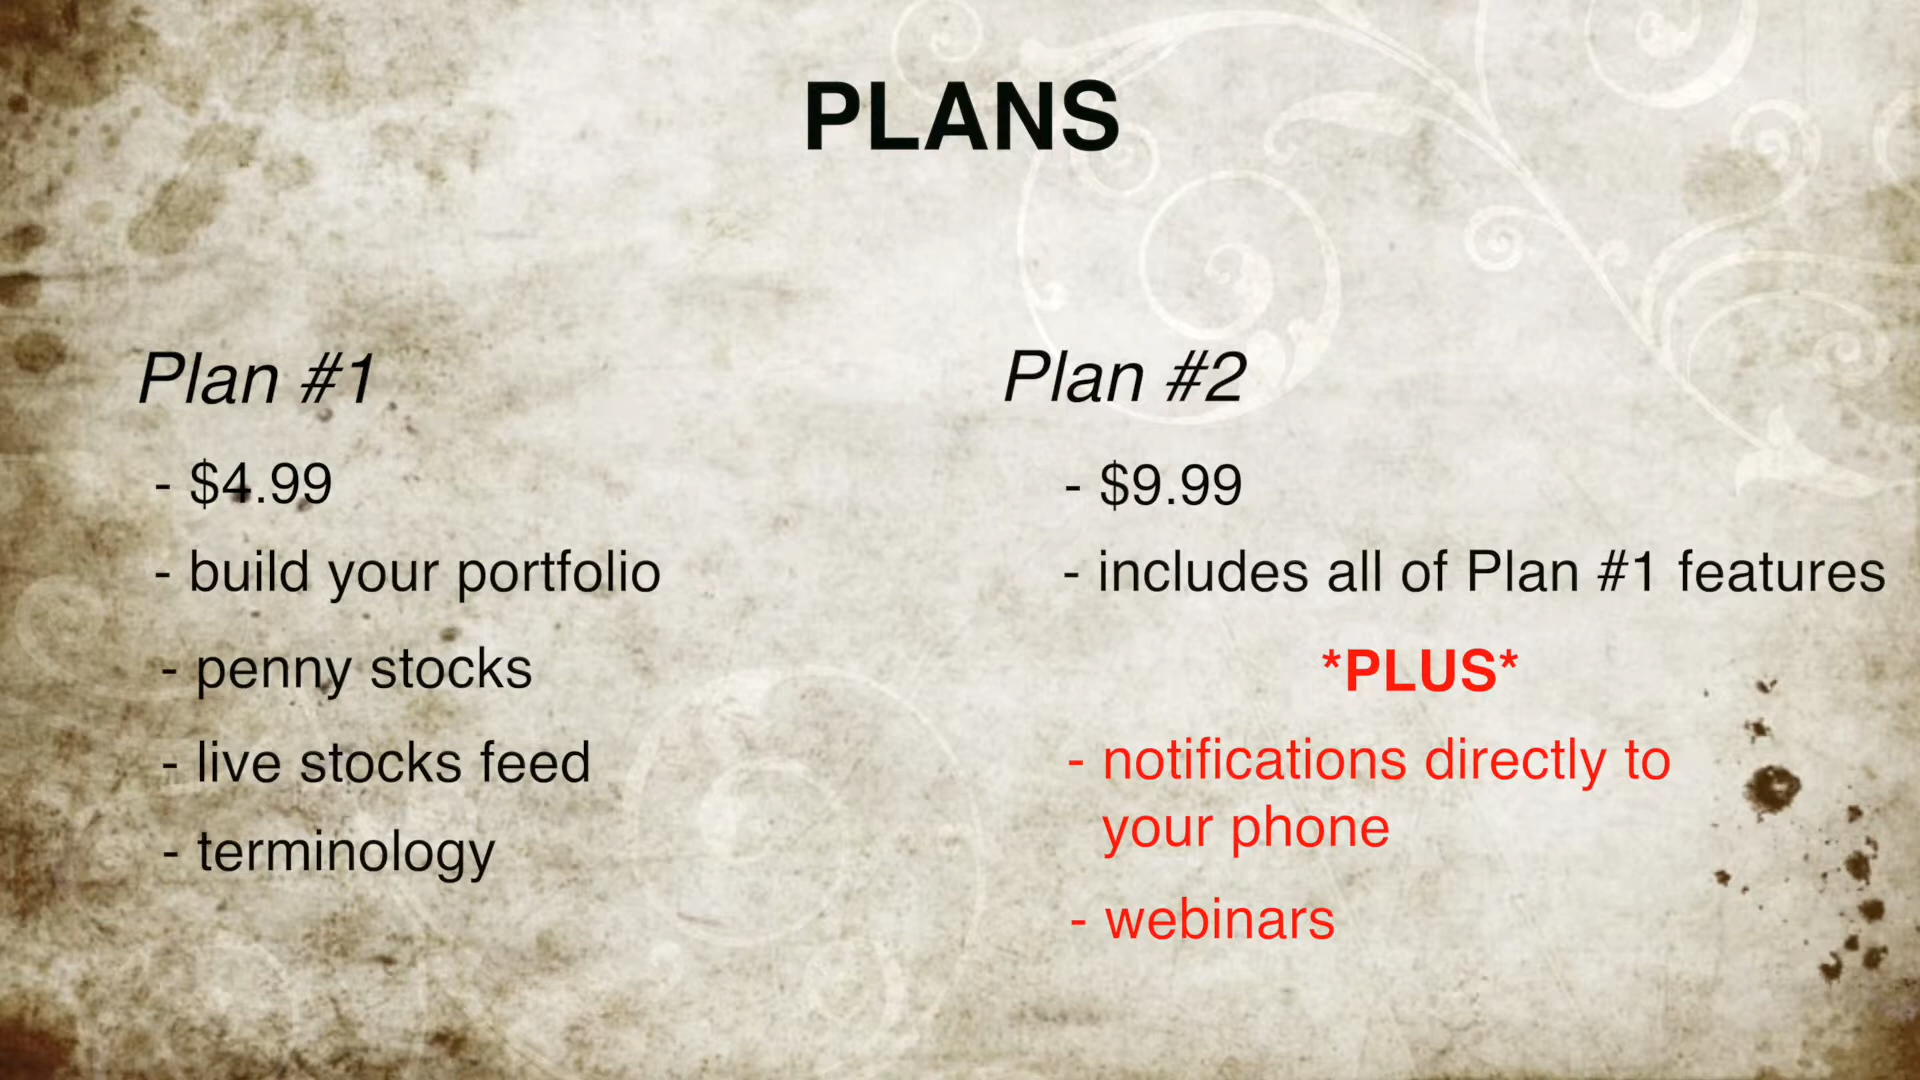 PLANS
Plan #1
- $4.99
- build your portfolio
- penny stocks
- live stocks feed
- terminology
Plan #2
- $9.99
- includes all of Plan #1 features
*PLUS*
- notifications directly to
your phone
- webinars